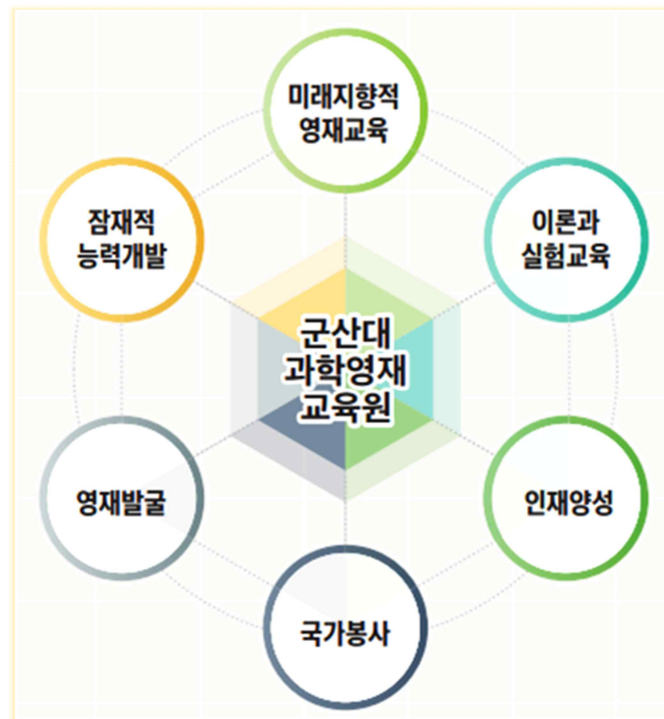 미래지향적
영재교육
잠재적
능력개발
이론과
실험교육
군산대
과학영재
교육원
영재발굴
인재양성
국가봉사